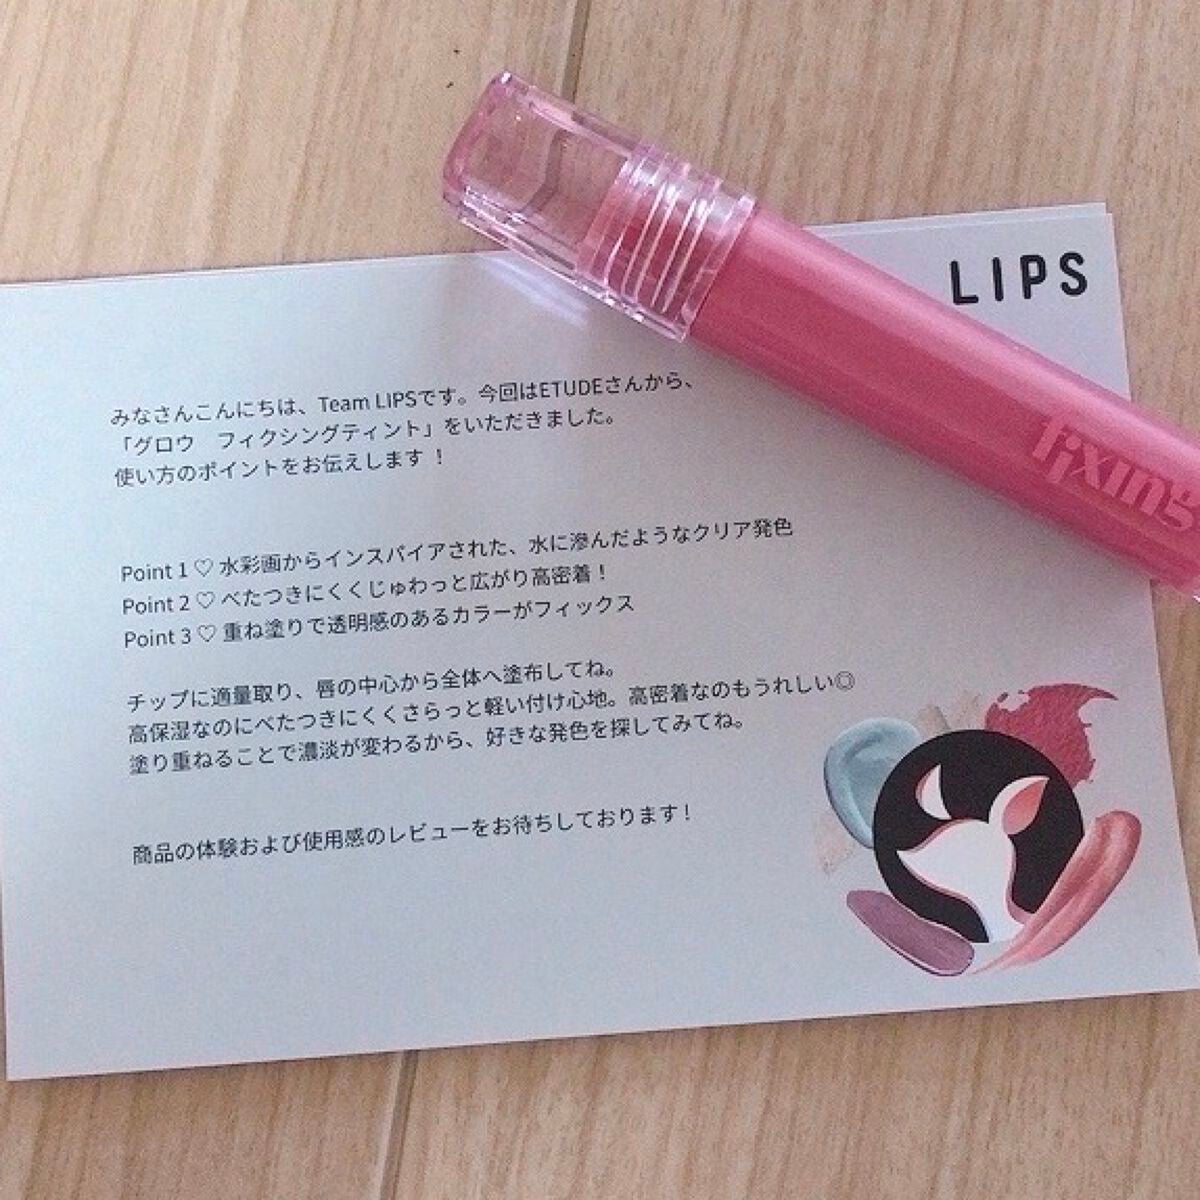 LIPS
fixing
みなさんこんにちは、Team LIPSです。今回はETUDEさんから、
「グロウ　フィクシングティント」をいただきました。
使い方のポイントをお伝えします ！
Point 1 ♡ 水彩画からインスパイアされた、水に滲んだようなクリア発色
Point 2 ♡ べたつきにくくじゅわっと広がり高密着！
Point 3 ♡ 重ね塗りで透明感のあるカラーがフィックス
チップに適量取り、唇の中心から全体へ塗布してね。
高保湿なのにべたつきにくくさらっと軽い付け心地。高密着なのもうれしい◎
塗り重ねることで濃淡が変わるから、好きな発色を探してみてね。
商品の体験および使用感のレビューをお待ちしております！